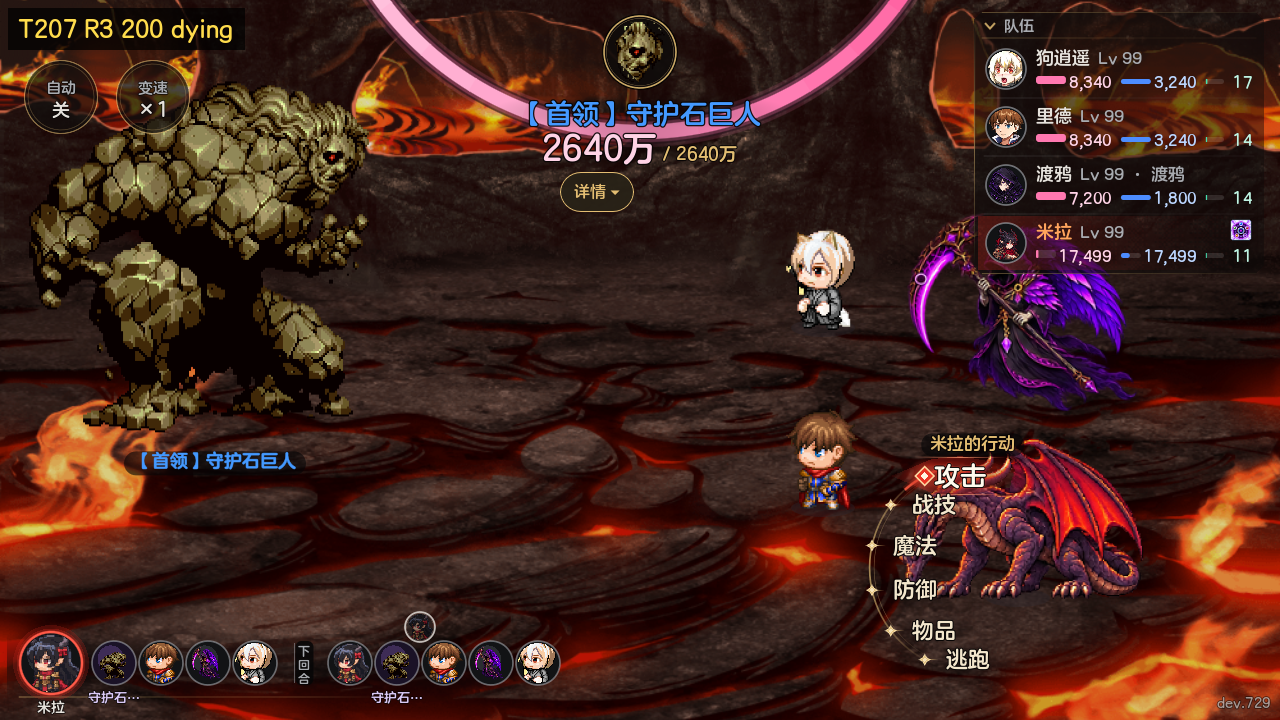 T207 R3 200 dying
自动
关
变速
×1
【首领】守护石巨人
2640万 / 2640万
详情
队伍
狗逍遥 Lv 99
8,340 3,240 17
里德 Lv 99
8,340 3,240 14
渡鸦 Lv 99 · 渡鸦
7,200 1,800 14
米拉 Lv 99
17,499 17,499 11
【首领】守护石巨人
米拉的行动
攻击
战技
魔法
防御
物品
逃跑
米拉
守护石…
下回合
守护石…
dev.729